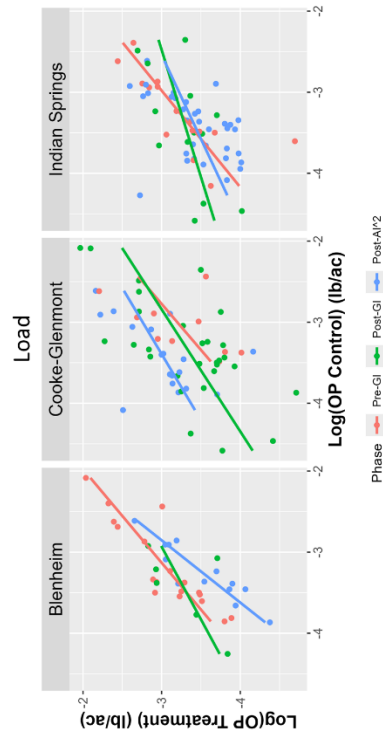 Load
Blenheim
Cooke-Glenmont
Indian Springs
Log(OP Treatment) (lb/ac)
-2
-3
-4
-4
-3
-2
-4
-3
-2
-4
-3
-2
Log(OP Control) (lb/ac)
Phase Pre-GI Post-GI Post-AI^2